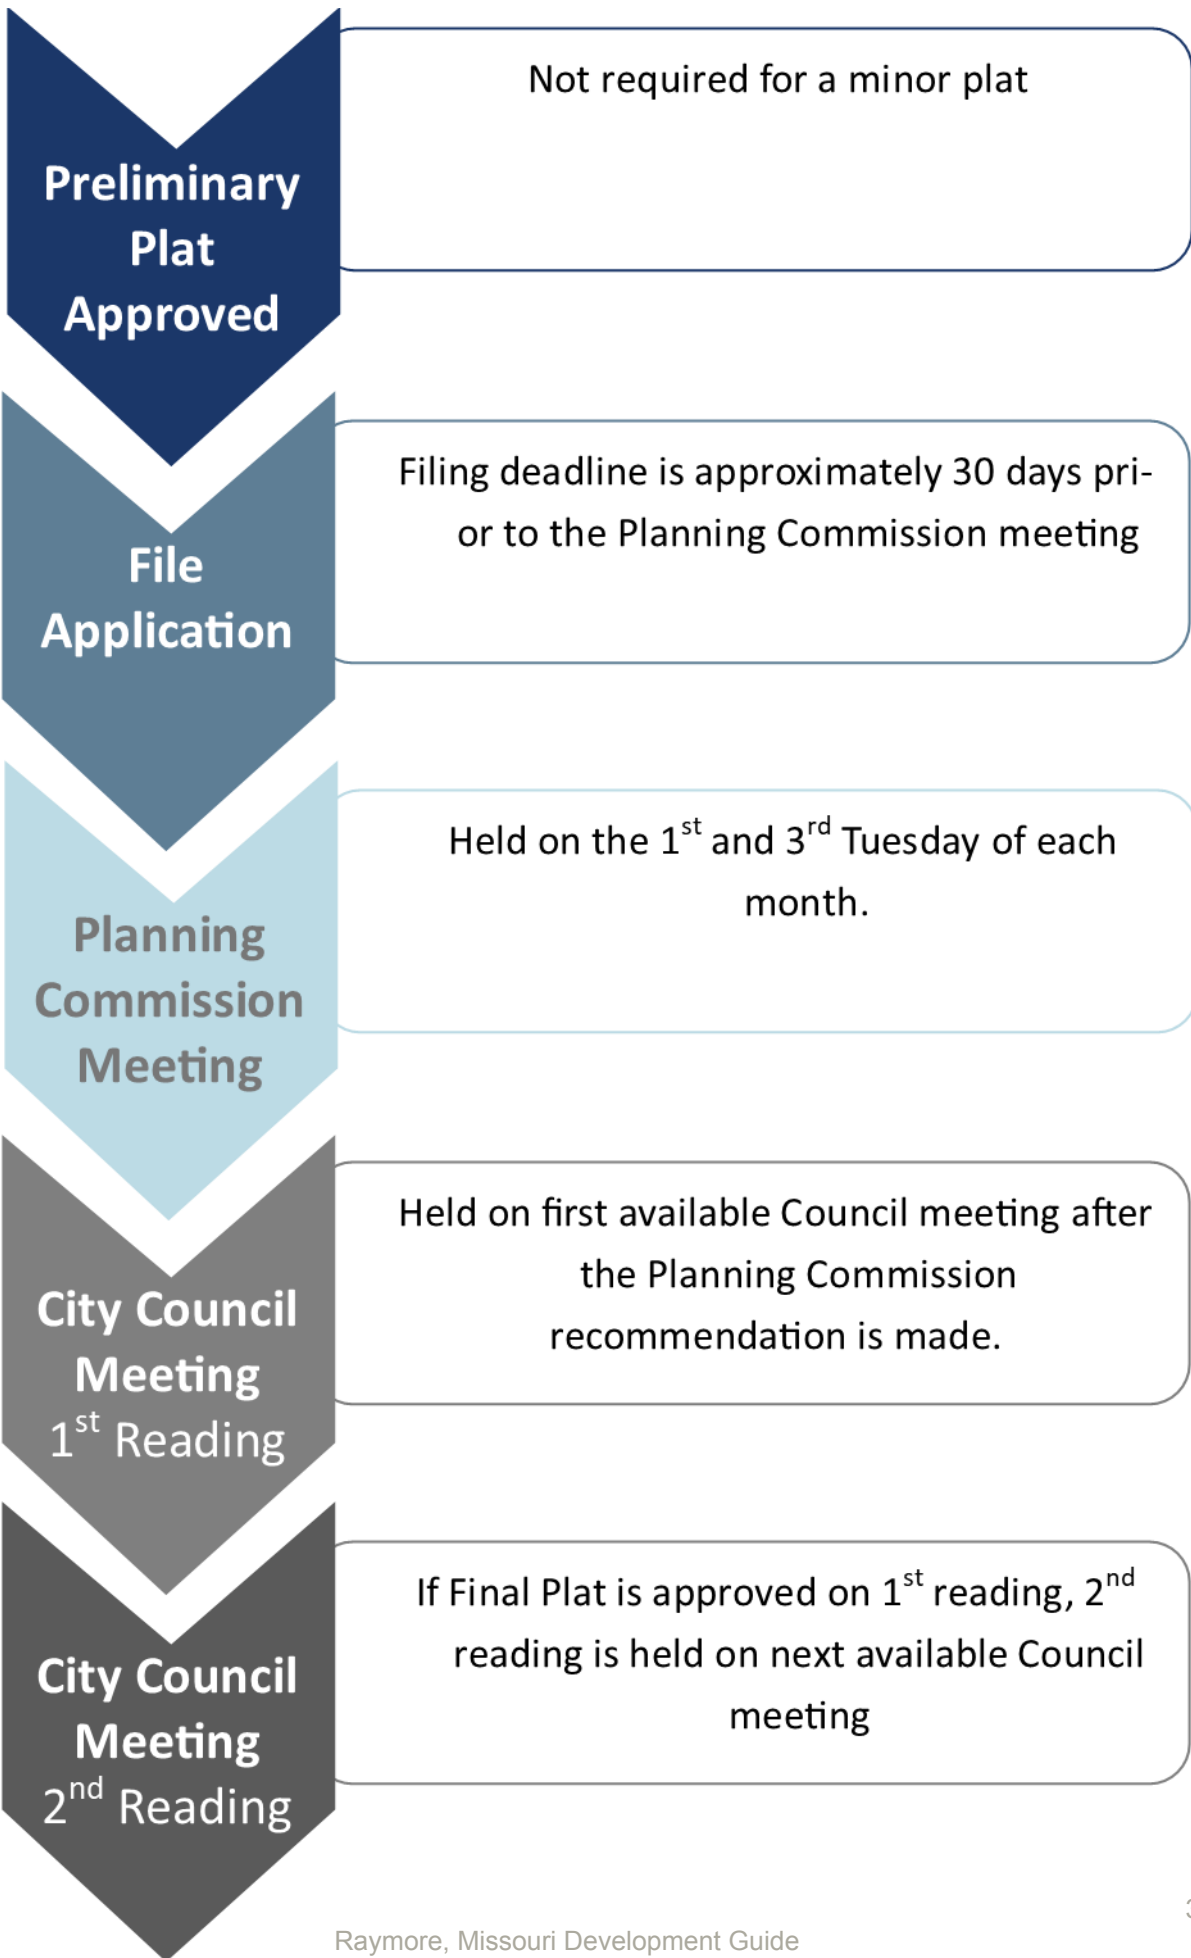 Not required for a minor plat
Preliminary
Plat
Approved
Filing deadline is approximately 30 days pri-
or to the Planning Commission meeting
File
Application
Held on the 1st and 3rd Tuesday of each
month.
Planning
Commission
Meeting
Held on first available Council meeting after
the Planning Commission
recommendation is made.
City Council
Meeting
1st Reading
If Final Plat is approved on 1st reading, 2nd
reading is held on next available Council
meeting
City Council
Meeting
2nd Reading
Raymore, Missouri Development Guide